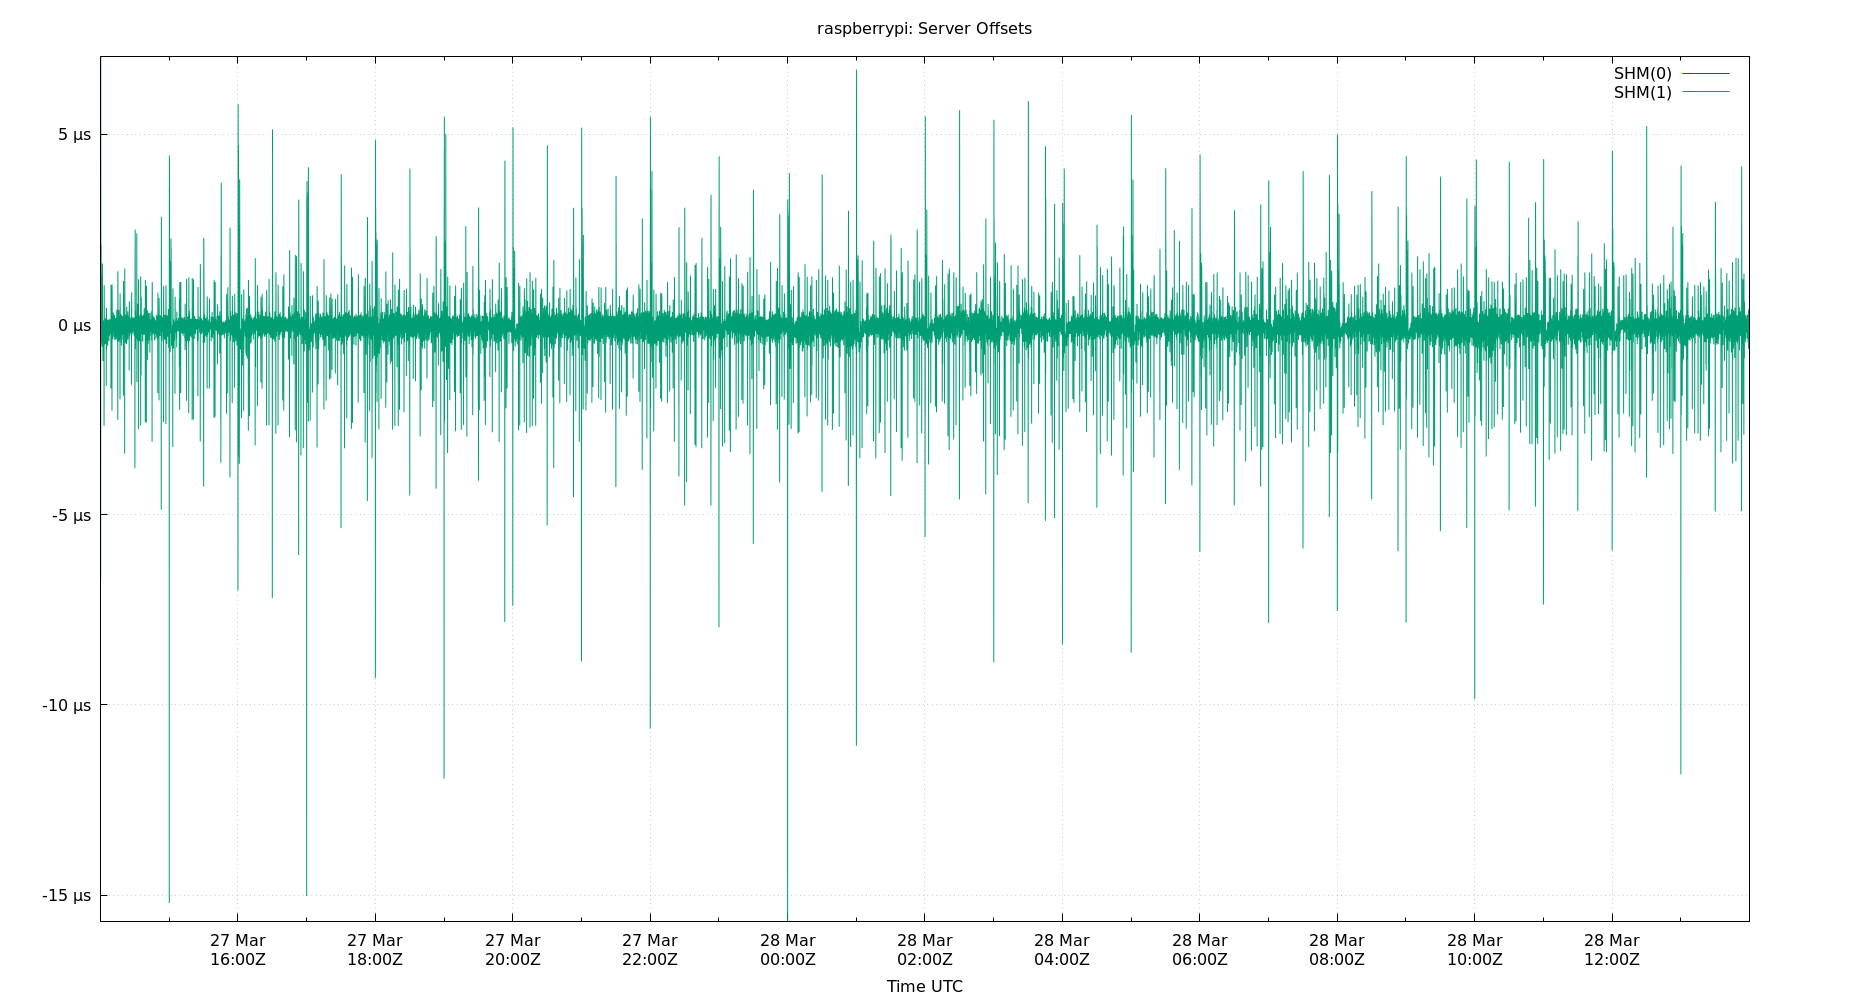 raspberrypi: Server Offsets
SHM(0)
SHM(1)
5 µs
0 µs
-5 µs
-10 µs
-15 µs
27 Mar 27 Mar 27 Mar 27 Mar 28 Mar 28 Mar 28 Mar 28 Mar 28 Mar 28 Mar 28 Mar
16:00Z 18:00Z 20:00Z 22:00Z 00:00Z 02:00Z 04:00Z 06:00Z 08:00Z 10:00Z 12:00Z
Time UTC